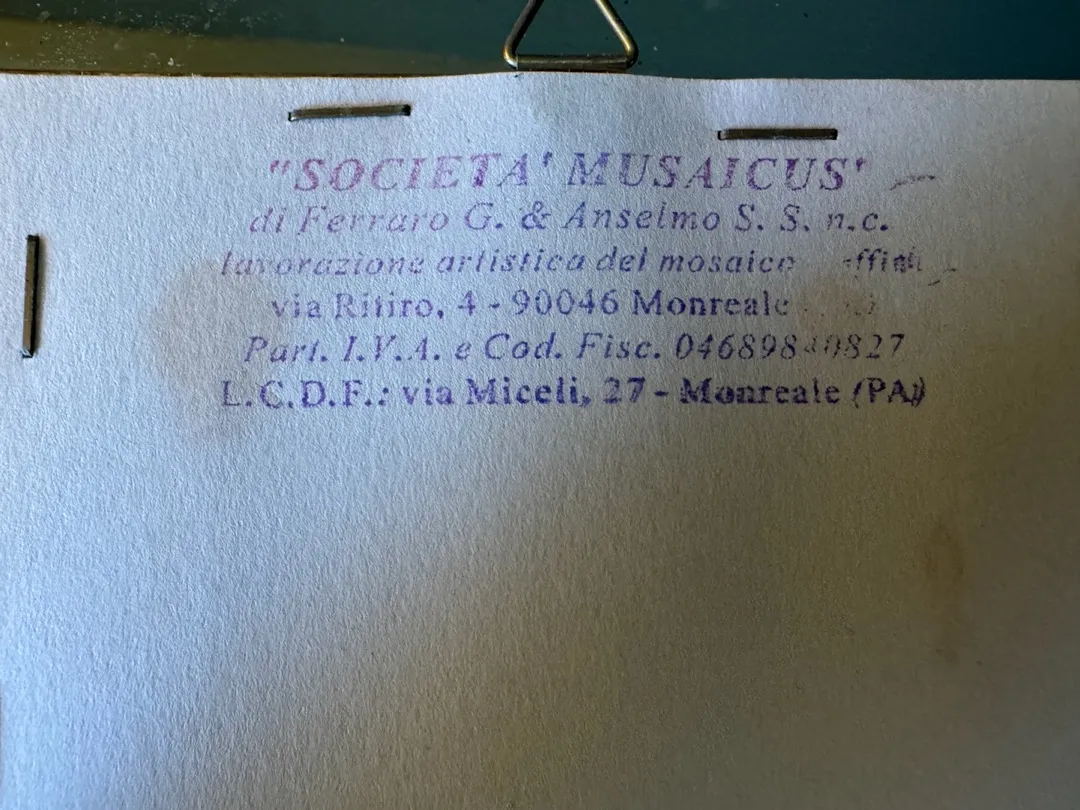 "SOCIETA' MUSAICUS"
di Ferraro G. & Anselmo S. S. n.c.
lavorazione artistica del mosaico
via Ritiro, 4 - 90046 Monreale
Part. I.V.A. e Cod. Fisc.
L.C.D.F.: via Miceli, 27 - Monreale (PA)